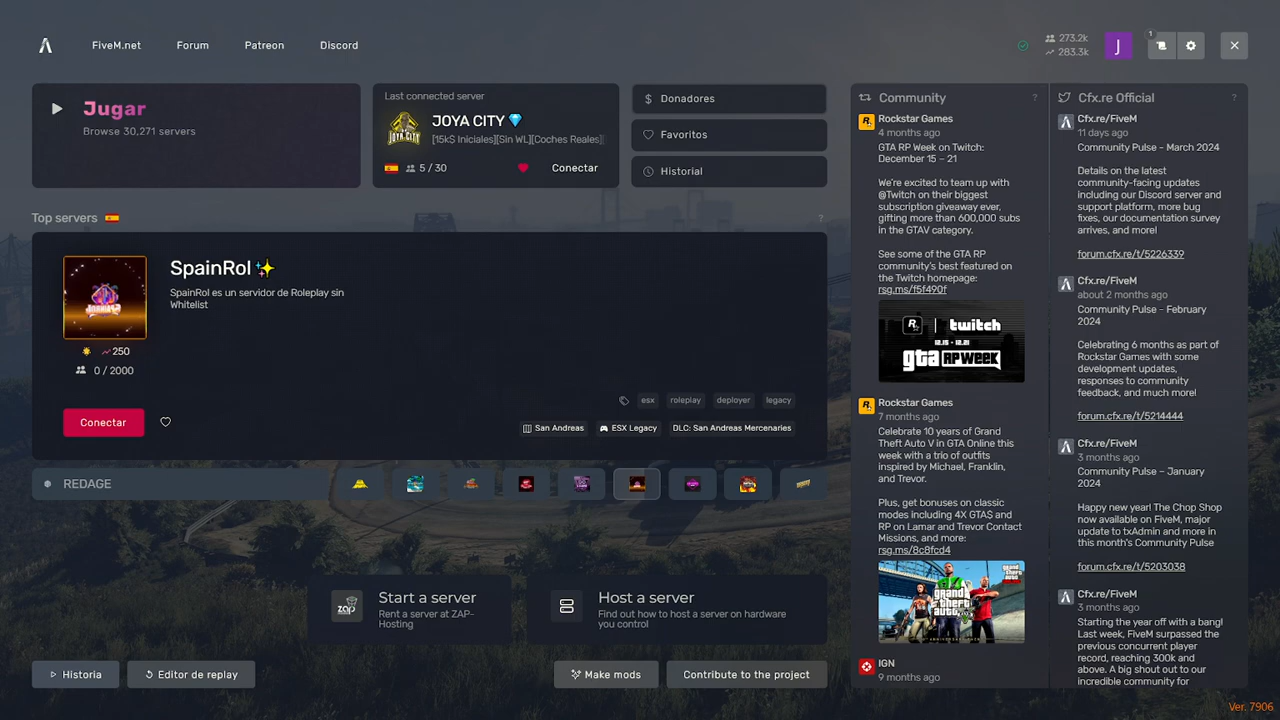 FiveM.net
Forum
Patreon
Discord
273.2k
283.3k
J
1
Jugar
Browse 30,271 servers
Last connected server
JOYA CITY 💎
[15k$ Iniciales][Sin WL][Coches Reales]
5 / 30
Conectar
Donadores
Favoritos
Historial
Top servers
?
SpainRol ✨
SpainRol es un servidor de Roleplay sin
Whitelist
250
0 / 2000
Conectar
esx
roleplay
deployer
legacy
San Andreas
ESX Legacy
DLC: San Andreas Mercenaries
REDAGE
Start a server
Rent a server at ZAP-
Hosting
ZAP
Host a server
Find out how to host a server on hardware
you control
Historia
Editor de replay
Make mods
Contribute to the project
Community
?
Rockstar Games
4 months ago
GTA RP Week on Twitch:
December 15 – 21
We're excited to team up with
@Twitch on their biggest
subscription giveaway ever,
gifting more than 600,000 subs
in the GTAV category.
See some of the GTA RP
community's best featured on
the Twitch homepage:
rsg.ms/f5f490f
R | twitch
12.15 - 12.21
gta RP WEEK
Rockstar Games
7 months ago
Celebrate 10 years of Grand
Theft Auto V in GTA Online this
week with a trio of outfits
inspired by Michael, Franklin,
and Trevor.
Plus, get bonuses on classic
modes including 4X GTA$ and
RP on Lamar and Trevor Contact
Missions, and more:
rsg.ms/8c8fcd4
grand
theft
auto
IGN
9 months ago
Cfx.re Official
?
Cfx.re/FiveM
11 days ago
Community Pulse - March 2024
Details on the latest
community-facing updates
including our Discord server and
support platform, more bug
fixes, our documentation survey
arrives, and more!
forum.cfx.re/t/5226339
Cfx.re/FiveM
about 2 months ago
Community Pulse - February
2024
Celebrating 6 months as part of
Rockstar Games with some
development updates,
responses to community
feedback, and much more!
forum.cfx.re/t/5214444
Cfx.re/FiveM
3 months ago
Community Pulse – January
2024
Happy new year! The Chop Shop
now available on FiveM, major
update to txAdmin and more in
this month's Community Pulse
forum.cfx.re/t/5203038
Cfx.re/FiveM
3 months ago
Starting the year off with a bang!
Last week, FiveM surpassed the
previous concurrent player
record, reaching 300k and
above. A big shout out to our
incredible community for
Ver. 7906